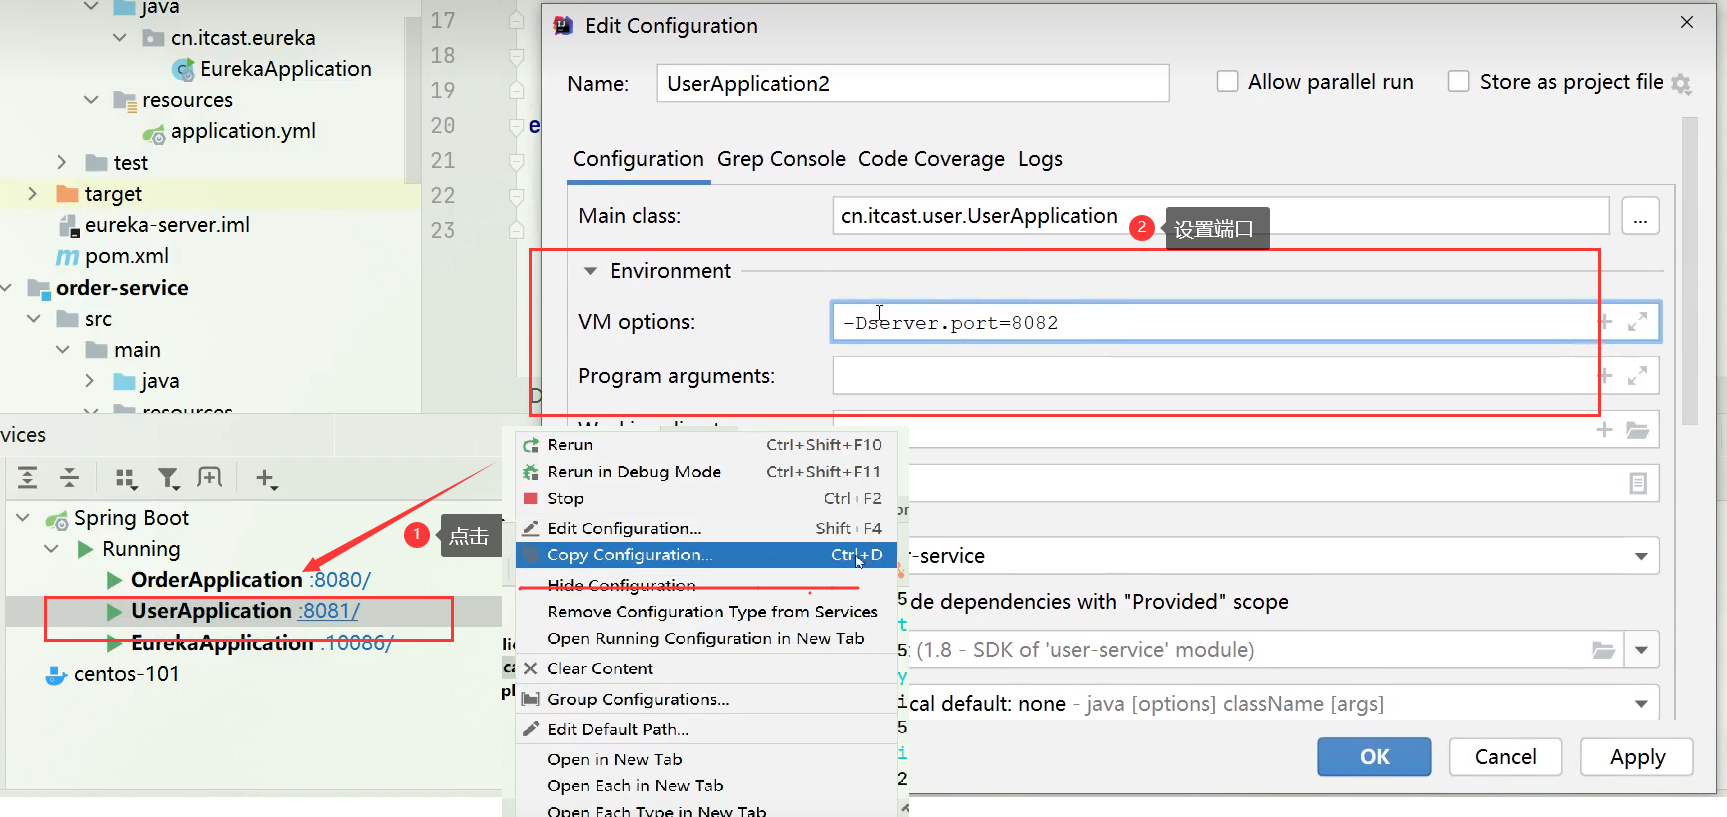 java
cn.itcast.eureka
EurekaApplication
resources
application.yml
test
target
eureka-server.iml
pom.xml
order-service
src
main
java
resources
17
18
19
20
21
22
23
e
Edit Configuration
Name:
UserApplication2
Allow parallel run
Store as project file
Configuration
Grep Console
Code Coverage
Logs
Main class:
cn.itcast.user.UserApplication
...
2
设置端口
Environment
VM options:
-Dserver.port=8082
Program arguments:
vices
Spring Boot
Running
OrderApplication :8080/
UserApplication :8081/
EurekaApplication :10086/
centos-101
1
点击
Rerun Ctrl+Shift+F10
Rerun in Debug Mode Ctrl+Shift+F11
Stop Ctrl+F2
Edit Configuration... Shift+F4
Copy Configuration... Ctrl+D
Hide Configuration
Remove Configuration Type from Services
Open Running Configuration in New Tab
Clear Content
Group Configurations...
Edit Default Path...
Open in New Tab
Open Each in New Tab
Open Each Type in New Tab
r-service
de dependencies with "Provided" scope
(1.8 - SDK of 'user-service' module)
cal default: none - java [options] className [args]
OK
Cancel
Apply